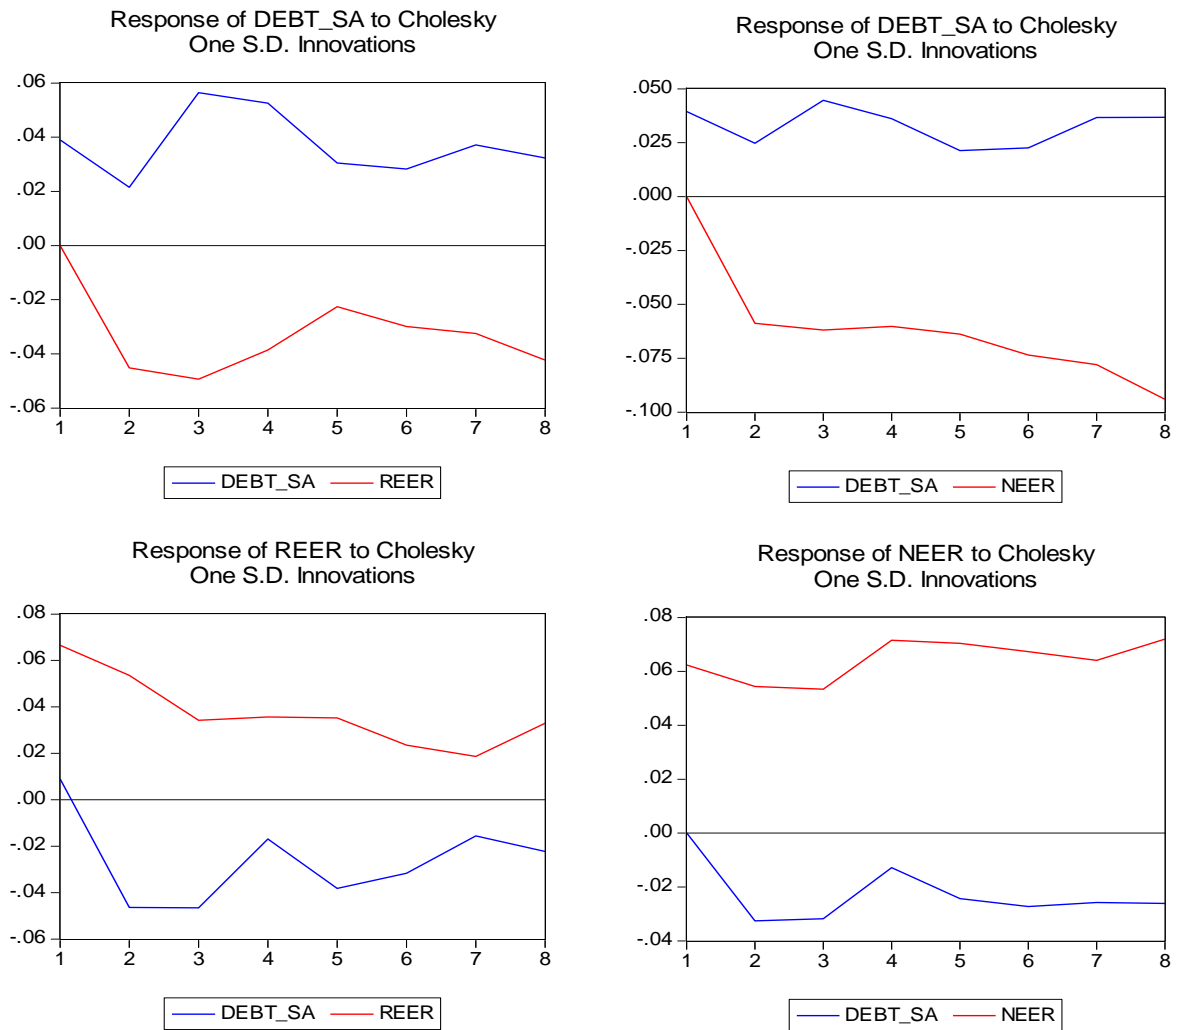 Response of DEBT_SA to Cholesky
One S.D. Innovations
.06
.04
.02
.00
-.02
-.04
-.06
1 2 3 4 5 6 7 8
DEBT_SA REER
Response of DEBT_SA to Cholesky
One S.D. Innovations
.050
.025
.000
-.025
-.050
-.075
-.100
1 2 3 4 5 6 7 8
DEBT_SA NEER
Response of REER to Cholesky
One S.D. Innovations
.08
.06
.04
.02
.00
-.02
-.04
-.06
1 2 3 4 5 6 7 8
DEBT_SA REER
Response of NEER to Cholesky
One S.D. Innovations
.08
.06
.04
.02
.00
-.02
-.04
1 2 3 4 5 6 7 8
DEBT_SA NEER